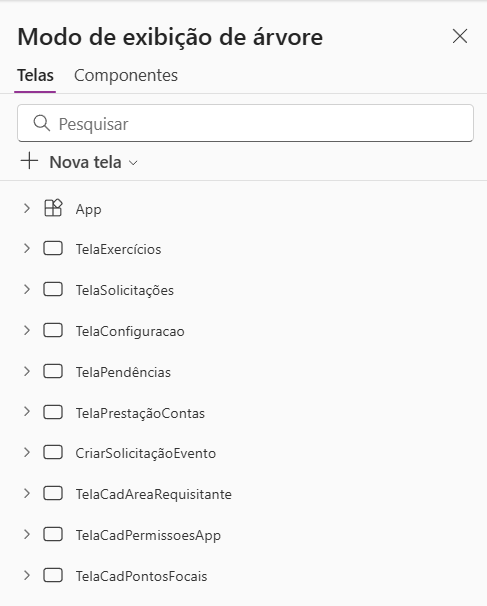 Modo de exibição de árvore
Telas Componentes
Pesquisar
Nova tela
App
TelaExercícios
TelaSolicitações
TelaConfiguracao
TelaPendências
TelaPrestaçãoContas
CriarSolicitaçãoEvento
TelaCadAreaRequisitante
TelaCadPermissoesApp
TelaCadPontosFocais